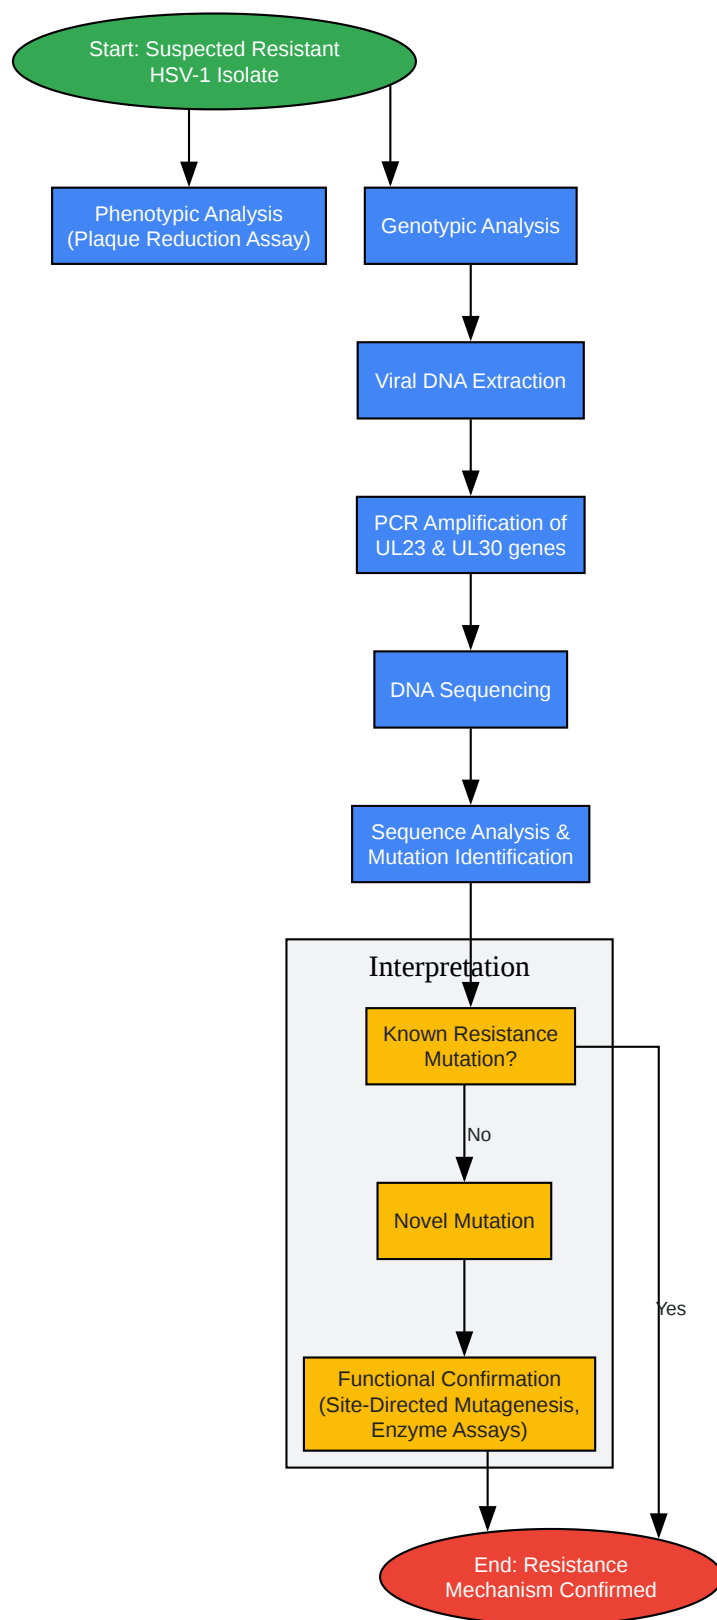 Start: Suspected Resistant
HSV-1 Isolate
Phenotypic Analysis
(Plaque Reduction Assay)
Genotypic Analysis
Viral DNA Extraction
PCR Amplification of
UL23 & UL30 genes
DNA Sequencing
Sequence Analysis &
Mutation Identification
Interpretation
Known Resistance
Mutation?
No
Novel Mutation
Yes
Functional Confirmation
(Site-Directed Mutagenesis,
Enzyme Assays)
End: Resistance
Mechanism Confirmed